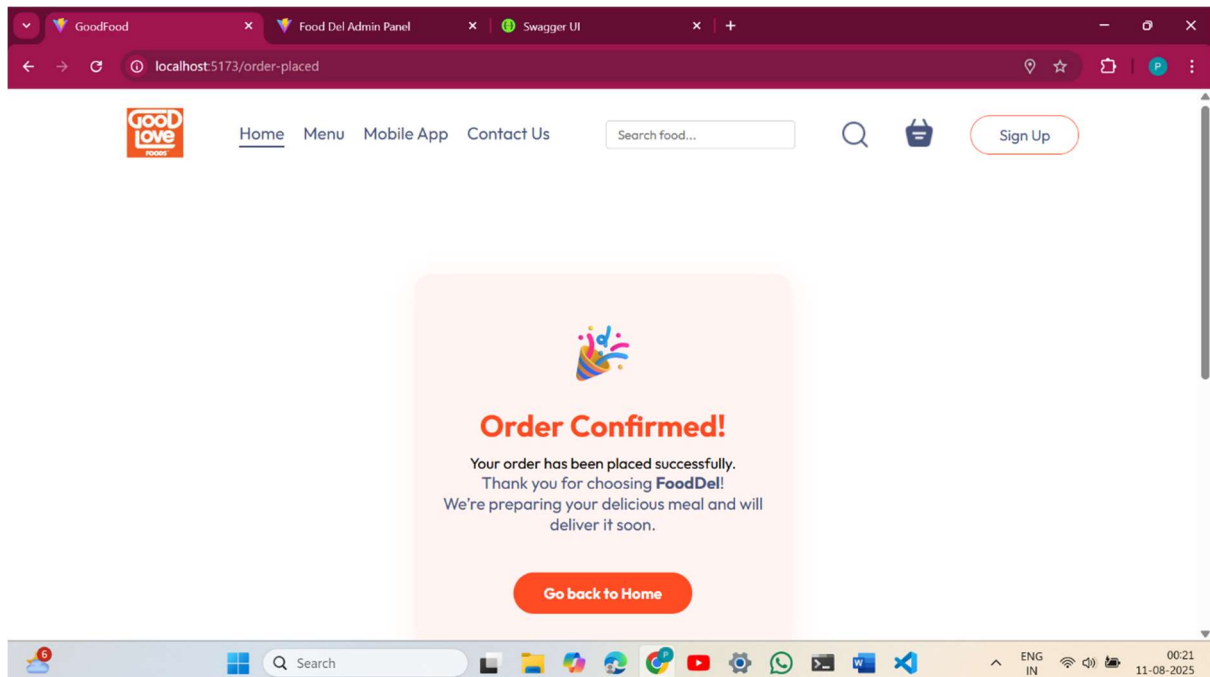 GoodFood
Food Del Admin Panel
Swagger UI
localhost:5173/order-placed
P
GOOD
LOVE
FOODS
Home Menu Mobile App Contact Us
Search food...
Sign Up
Order Confirmed!
Your order has been placed successfully.
Thank you for choosing FoodDel!
We're preparing your delicious meal and will
deliver it soon.
Go back to Home
6
Search
P
ENG
IN
00:21
11-08-2025